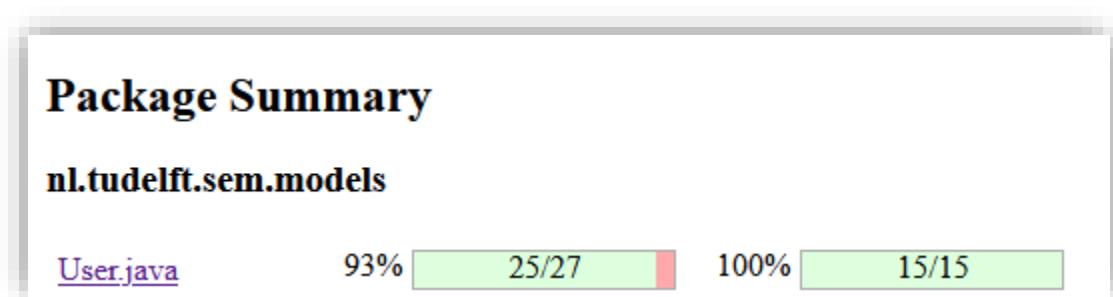 Package Summary
nl.tudelft.sem.models
User.java 93% 25/27 100% 15/15